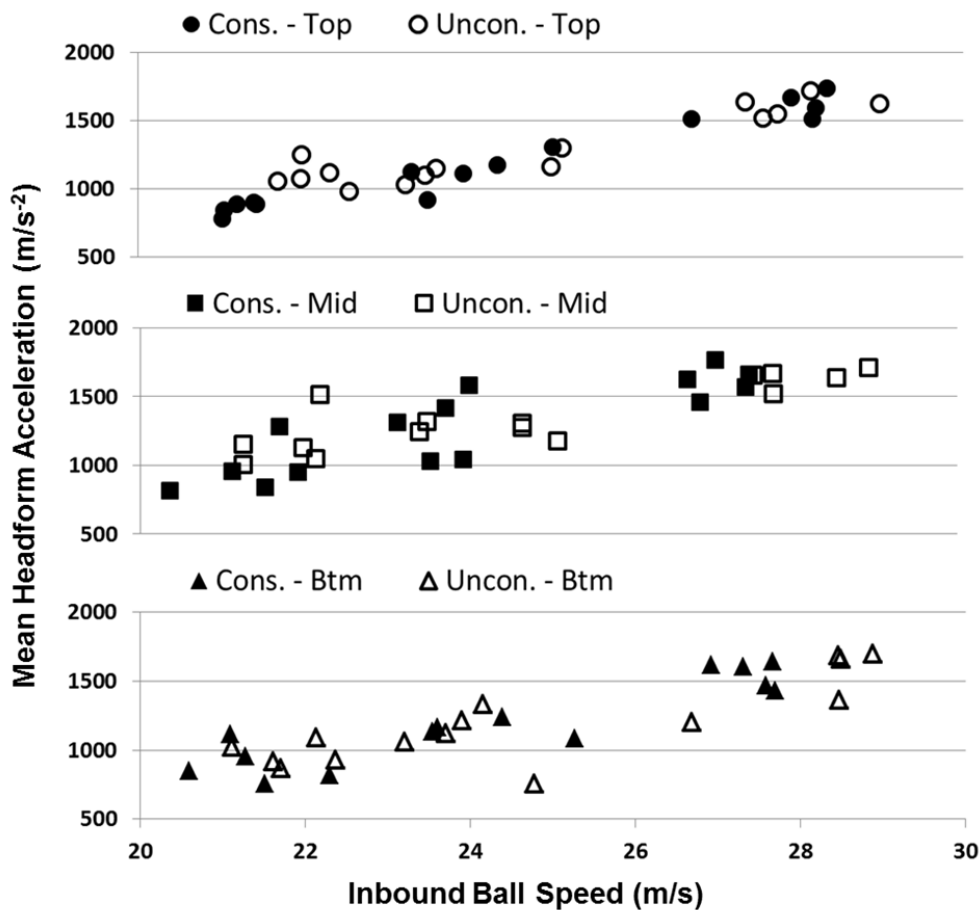 Cons. - Top Uncon. - Top
2000
1500
1000
500
Cons. - Mid Uncon. - Mid
2000
1500
1000
500
Cons. - Btm Uncon. - Btm
2000
1500
1000
500
20 22 24 26 28 30
Inbound Ball Speed (m/s)
Mean Headform Acceleration (m/s⁻²)